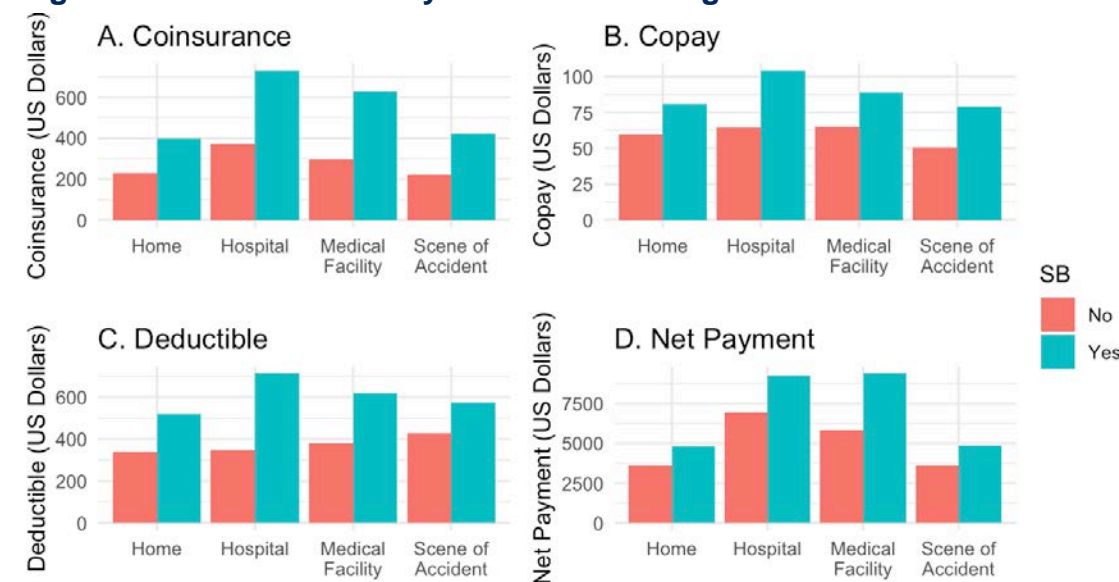 A. Coinsurance
Coinsurance (US Dollars)
600
400
200
0
Home
Hospital
Medical
Facility
Scene of
Accident
B. Copay
Copay (US Dollars)
100
75
50
25
0
Home
Hospital
Medical
Facility
Scene of
Accident
SB
No
Yes
C. Deductible
Deductible (US Dollars)
600
400
200
0
Home
Hospital
Medical
Facility
Scene of
Accident
D. Net Payment
Net Payment (US Dollars)
7500
5000
2500
0
Home
Hospital
Medical
Facility
Scene of
Accident